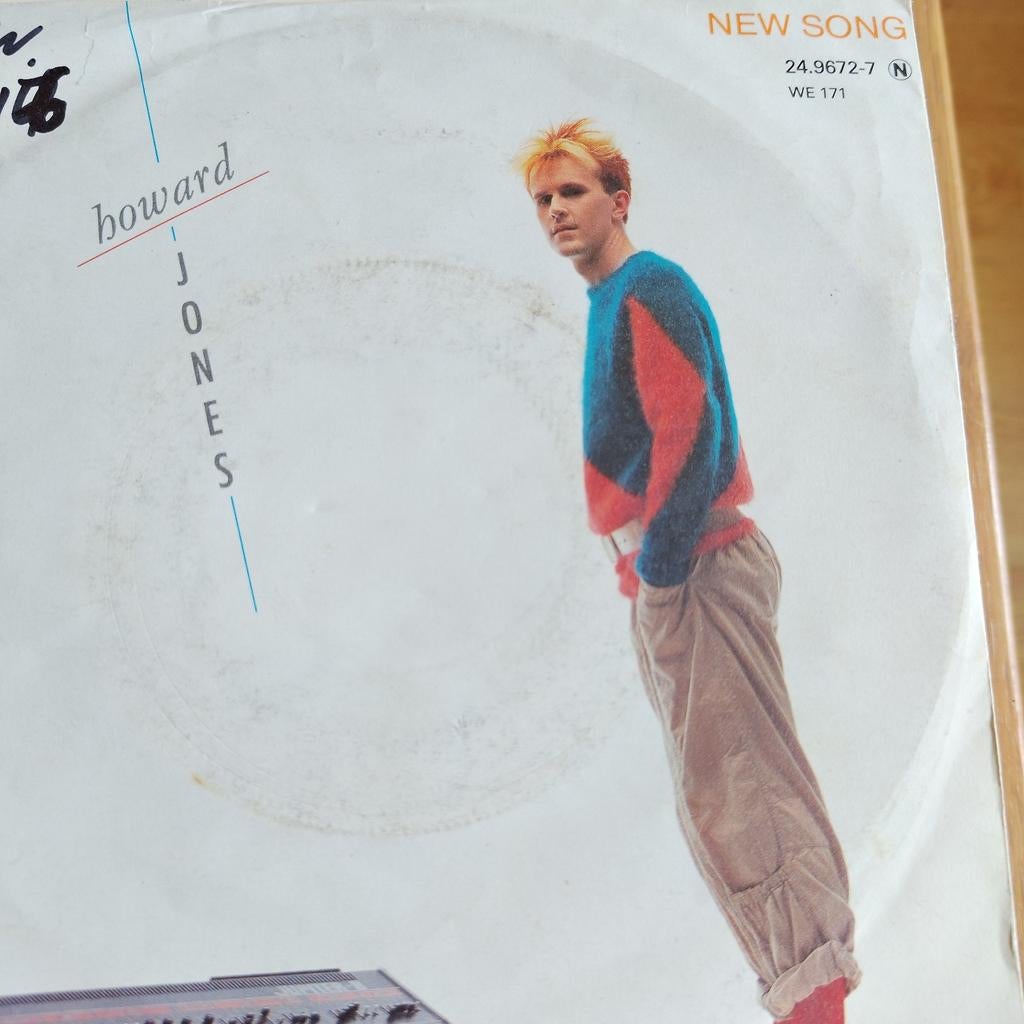 NEW SONG
24.9672-7 N
WE 171
howard
JONES